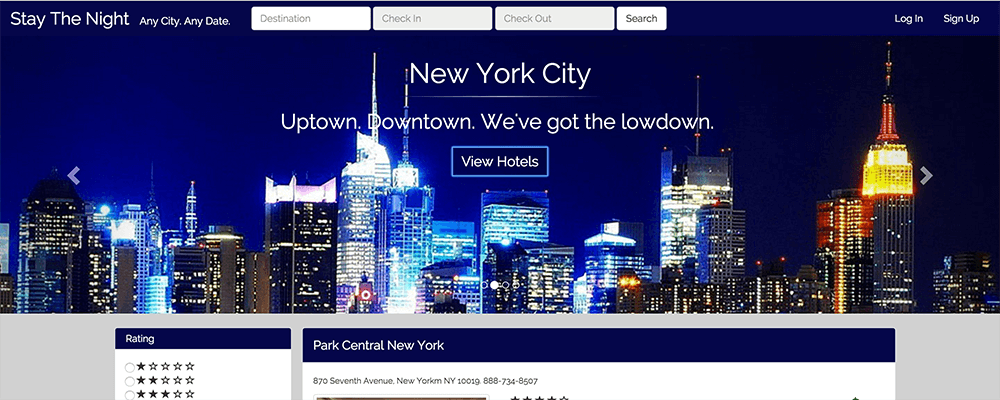 Stay The Night Any City. Any Date. Destination Check In Check Out Search Log In Sign Up
New York City
Uptown. Downtown. We've got the lowdown.
View Hotels
Rating
Park Central New York
870 Seventh Avenue, New Yorkm NY 10019. 888-734-8507